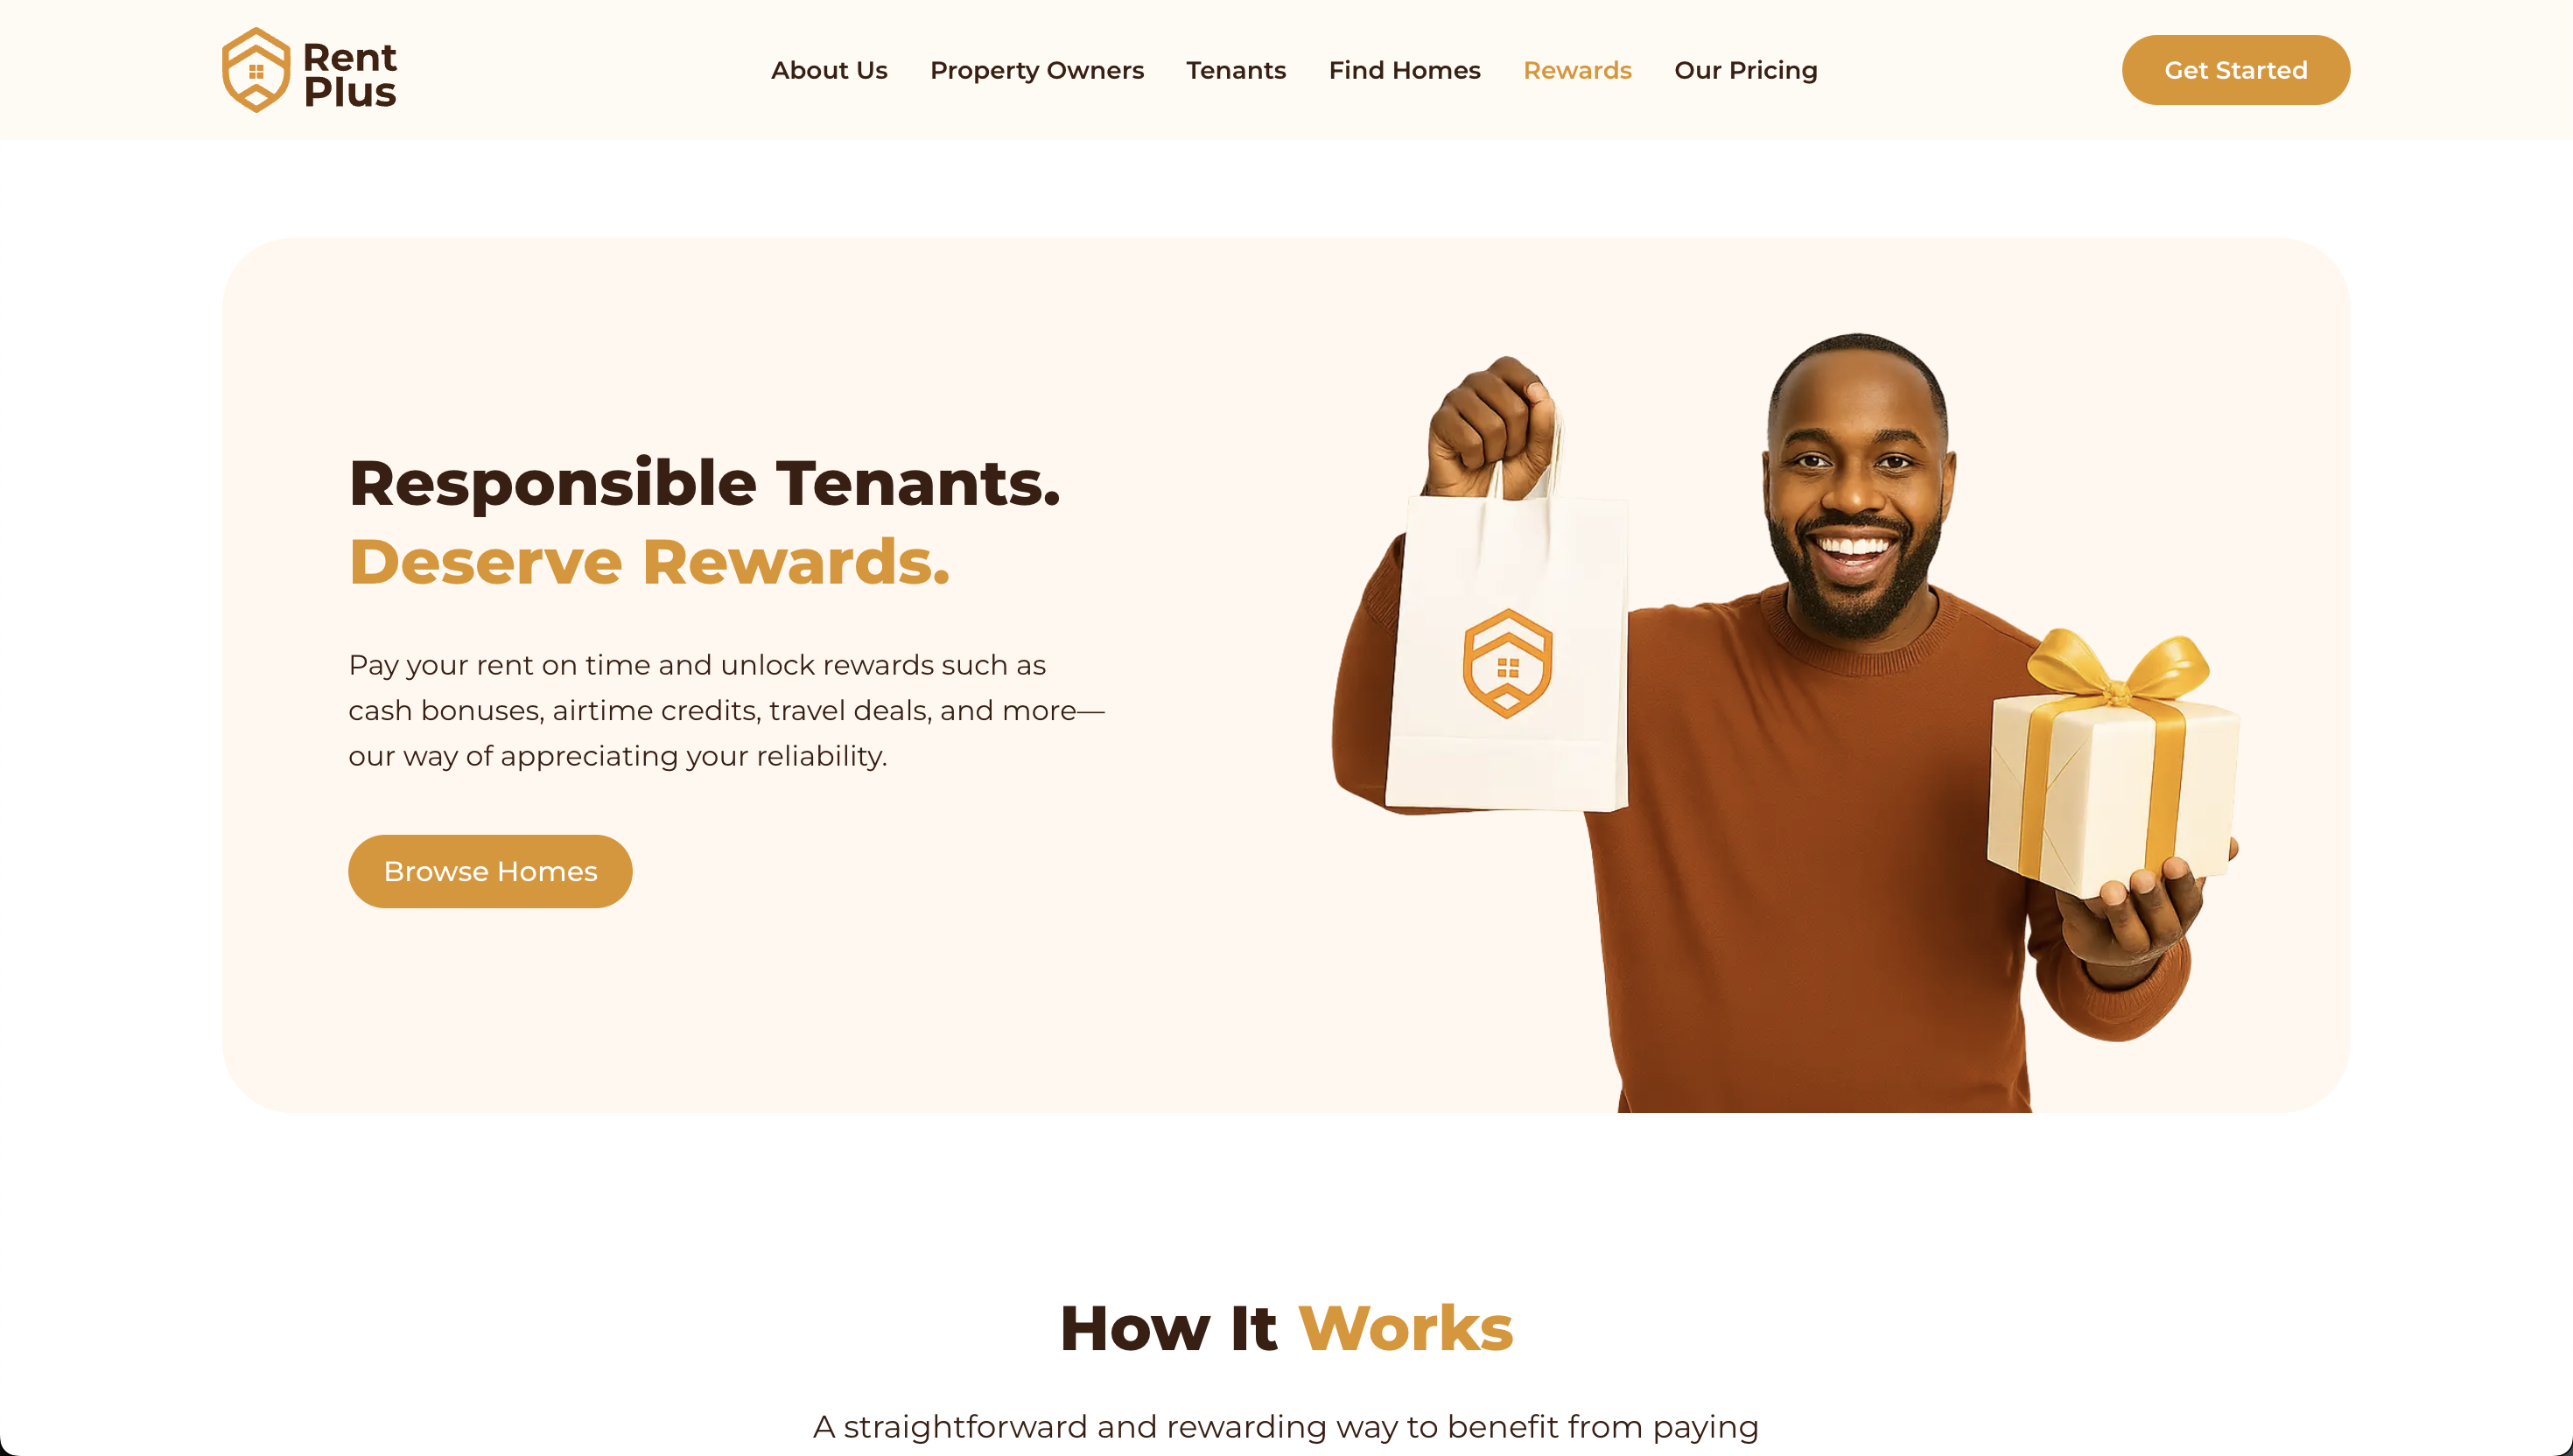 Rent
Plus
About Us
Property Owners
Tenants
Find Homes
Rewards
Our Pricing
Get Started
Responsible Tenants.
Deserve Rewards.
Pay your rent on time and unlock rewards such as
cash bonuses, airtime credits, travel deals, and more—
our way of appreciating your reliability.
Browse Homes
How It Works
A straightforward and rewarding way to benefit from paying